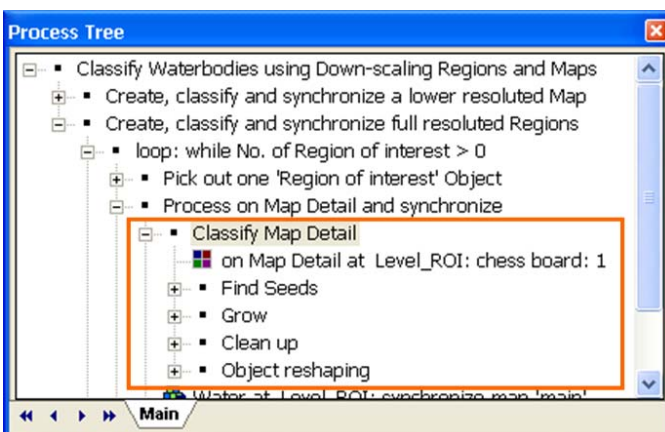 Process Tree
Classify Waterbodies using Down-scaling Regions and Maps
Create, classify and synchronize a lower resoluted Map
Create, classify and synchronize full resoluted Regions
loop: while No. of Region of interest > 0
Pick out one 'Region of interest' Object
Process on Map Detail and synchronize
Classify Map Detail
on Map Detail at Level_ROI: chess board: 1
Find Seeds
Grow
Clean up
Object reshaping
Water at Level_ROI: synchronize map 'main'
Main